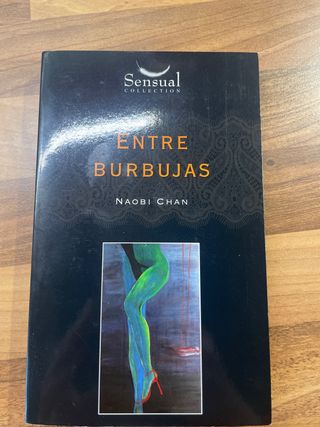 Sensual
COLLECTION
ENTRE
BURBUJAS
NAOBI CHAN